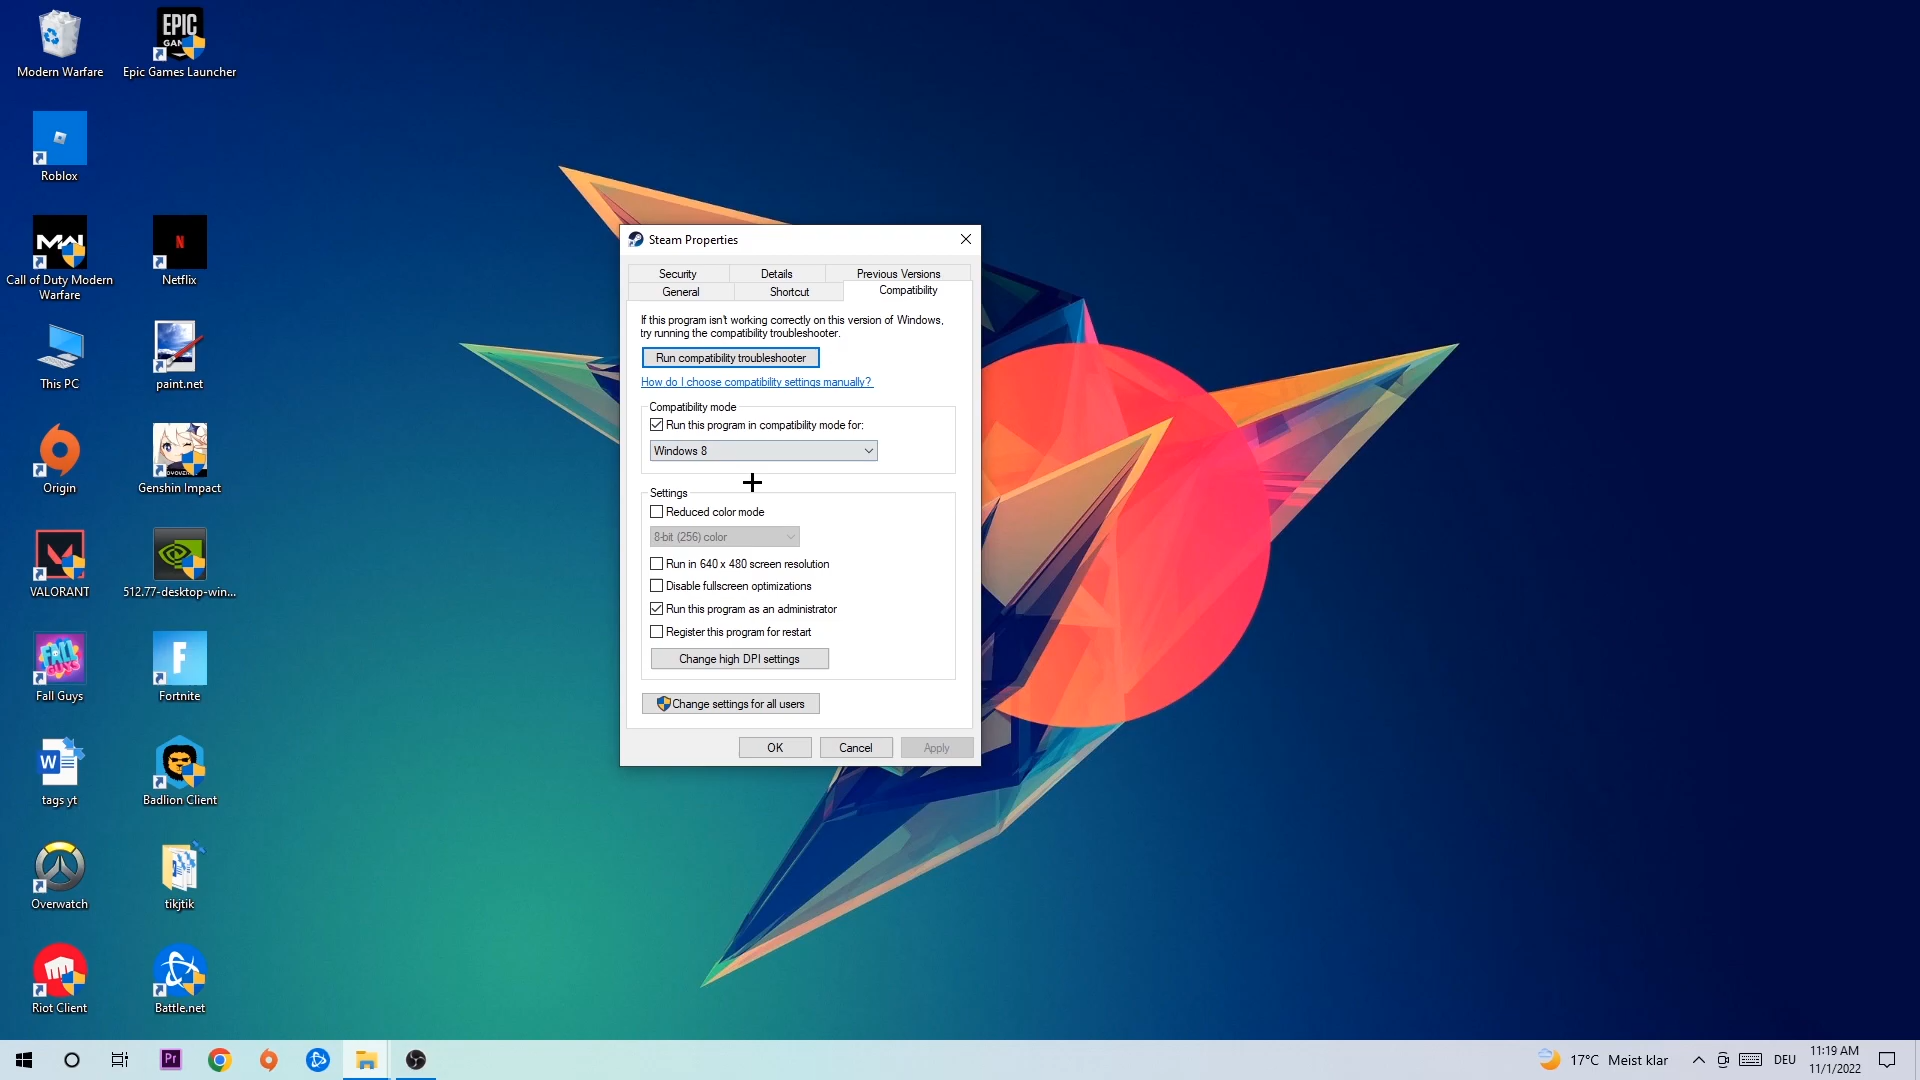 Modern Warfare
EPIC
GAMES
Epic Games Launcher
Roblox
MW
Call of Duty Modern
Warfare
N
Netflix
This PC
paint.net
Origin
Genshin Impact
VALORANT
512.77-desktop-win...
FALL
GUYS
Fall Guys
F
Fortnite
W
tags yt
Badlion Client
Overwatch
tikjtik
Riot Client
Battle.net
Steam Properties
Security
Details
Previous Versions
General
Shortcut
Compatibility
If this program isn't working correctly on this version of Windows,
try running the compatibility troubleshooter.
Run compatibility troubleshooter
How do I choose compatibility settings manually?
Compatibility mode
Run this program in compatibility mode for:
Windows 8
Settings
Reduced color mode
8-bit (256) color
Run in 640 x 480 screen resolution
Disable fullscreen optimizations
Run this program as an administrator
Register this program for restart
Change high DPI settings
Change settings for all users
OK
Cancel
Apply
Pr
17°C Meist klar
DEU
11:19 AM
11/1/2022